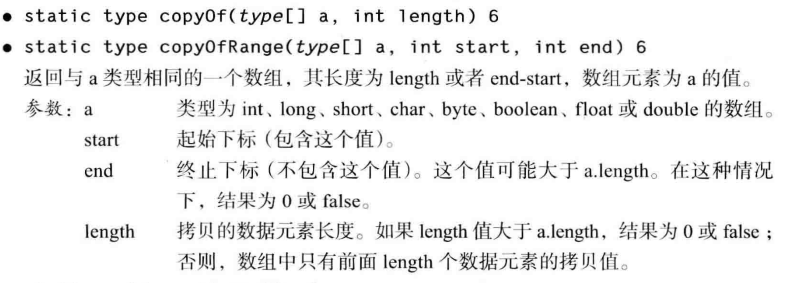 • static type copyOf(type[] a, int length) 6
• static type copyOfRange(type[] a, int start, int end) 6
返回与 a 类型相同的一个数组，其长度为 length 或者 end-start，数组元素为 a 的值。
参数：a 类型为 int、long、short、char、byte、boolean、float 或 double 的数组。
start 起始下标（包含这个值）。
end 终止下标（不包含这个值）。这个值可能大于 a.length。在这种情况
下，结果为 0 或 false。
length 拷贝的数据元素长度。如果 length 值大于 a.length，结果为 0 或 false；
否则，数组中只有前面 length 个数据元素的拷贝值。